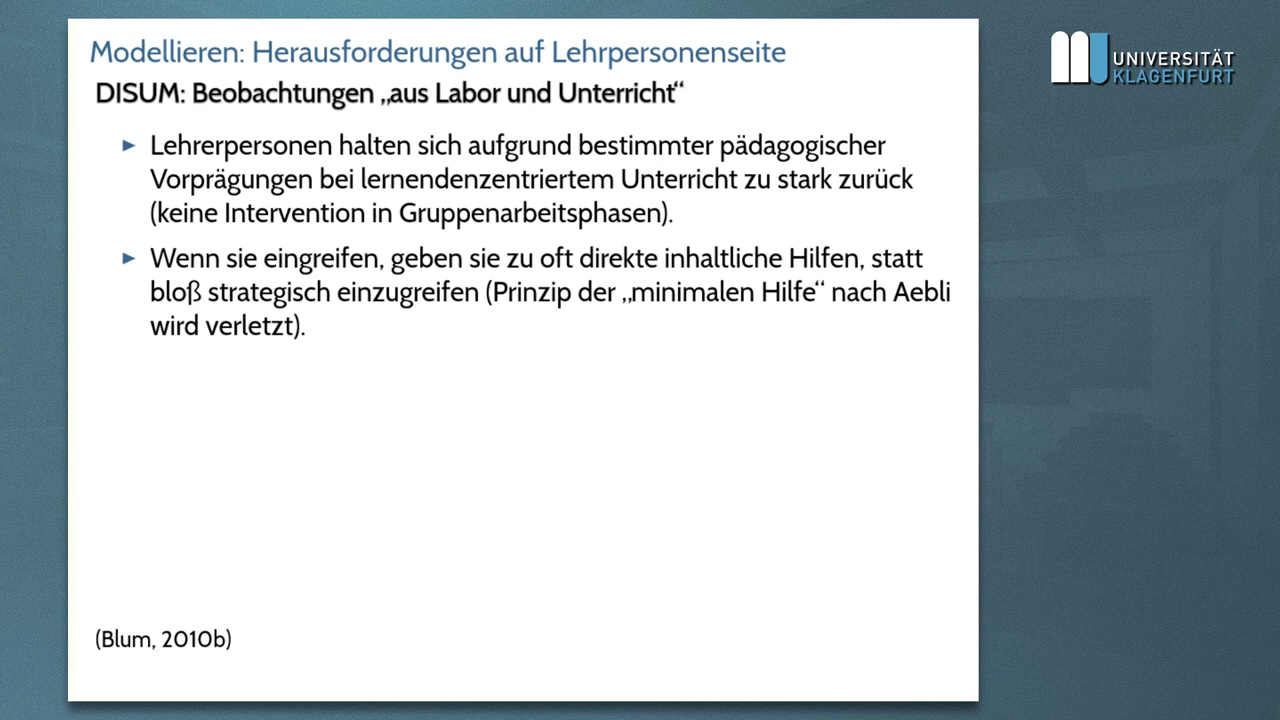 Modellieren: Herausforderungen auf Lehrpersonenseite
DISUM: Beobachtungen „aus Labor und Unterricht“
Lehrerpersonen halten sich aufgrund bestimmter pädagogischer
Vorprägungen bei lernendenzentriertem Unterricht zu stark zurück
(keine Intervention in Gruppenarbeitsphasen).
Wenn sie eingreifen, geben sie zu oft direkte inhaltliche Hilfen, statt
bloß strategisch einzugreifen (Prinzip der „minimalen Hilfe“ nach Aebli
wird verletzt).
(Blum, 2010b)
UNIVERSITÄT
KLAGENFURT